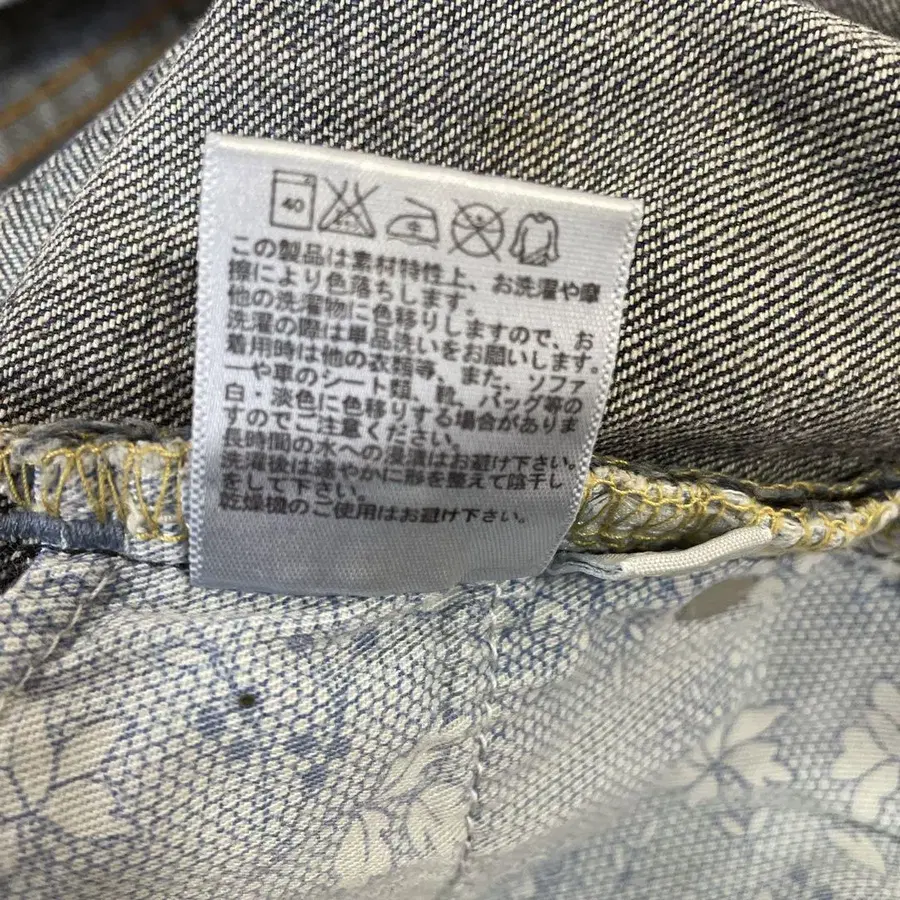 40
この製品は素材特性上、お洗濯や摩
擦により色落ちします。
他の洗濯物に色移りしますので、お
洗濯の際は単品洗いをお願いします。
着用時は他の衣類等、また、ソファ
ーや車のシート類、靴、バッグ等の
白・淡色に色移りする場合がありま
すのでご注意ください。
長時間の水への浸漬はお避け下さい。
洗濯後は速やかに形を整えて陰干し
をして下さい。
乾燥機のご使用はお避け下さい。